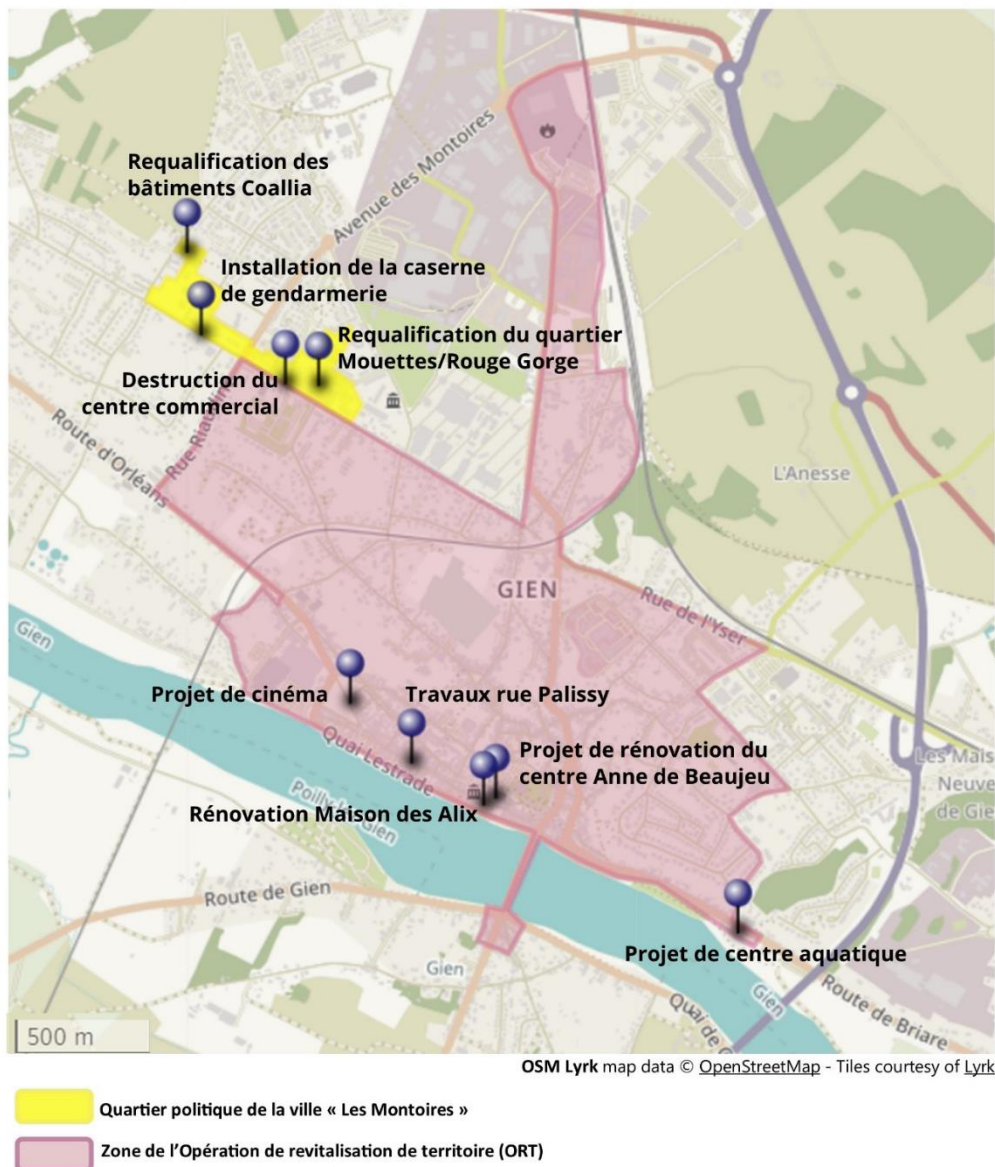 Requalification des
bâtiments Coallia
Avenue des Montoires
Installation de la caserne
de gendarmerie
Requalification du quartier
Mouettes/Rouge Gorge
Destruction du
centre commercial
Route d'Orléans
L'Anesse
GIEN
Rue de l'Yser
Gien
Projet de cinéma
Travaux rue Palissy
Quai Lestrade
Projet de rénovation du
centre Anne de Beaujeu
Les Mais
Neuve
de Gie
Rénovation Maison des Alix
Route de Gien
Projet de centre aquatique
Gien
Gien
Quai de
Route de Briare
500 m
OSM Lyrk map data © OpenStreetMap - Tiles courtesy of Lyrk
Quartier politique de la ville « Les Montoires »
Zone de l'Opération de revitalisation de territoire (ORT)